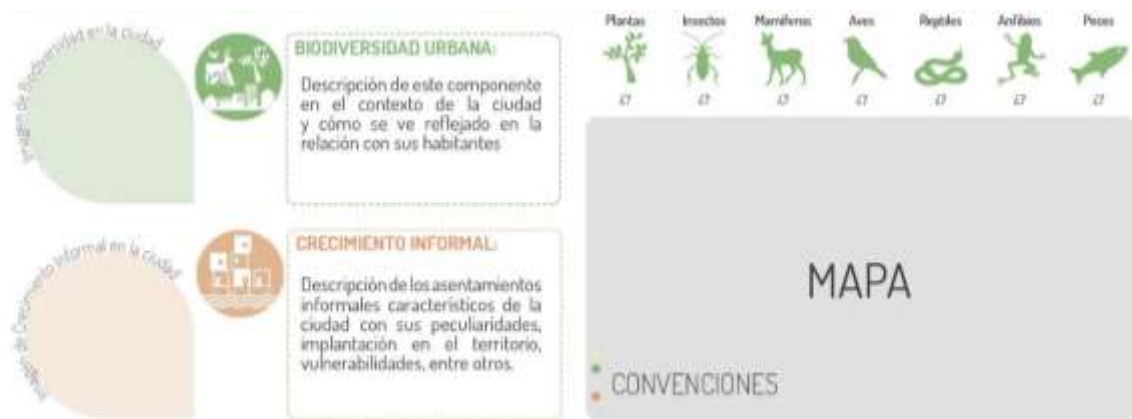 Imagen de Biodiversidad en la ciudad
BIODIVERSIDAD URBANA:
Descripción de este componente
en el contexto de la ciudad
y cómo se ve reflejado en la
relación con sus habitantes
Imagen de Crecimiento Informal en la ciudad
CRECIMIENTO INFORMAL:
Descripción de los asentamientos
informales característicos de la
ciudad con sus peculiaridades,
implantación en el territorio,
vulnerabilidades, entre otros.
Plantas Insectos Mamíferos Aves Reptiles Anfibios Peces
MAPA
CONVENCIONES